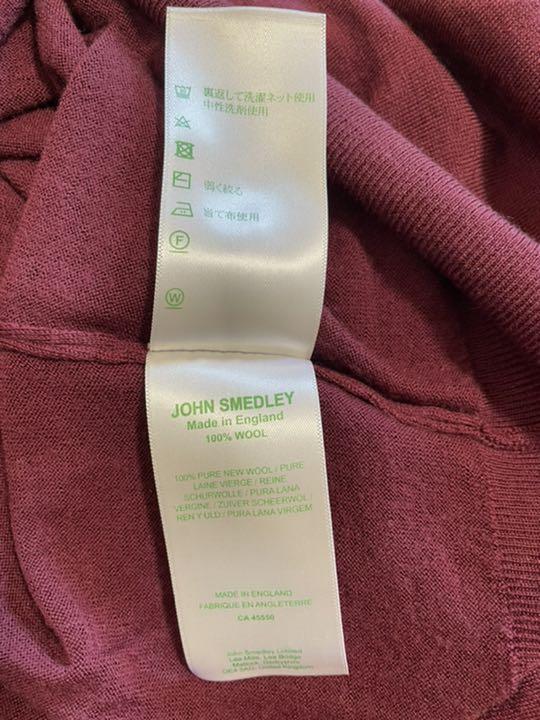 裏返して洗濯ネット使用
中性洗剤使用
弱く絞る
当て布使用
F
W
JOHN SMEDLEY
Made in England
100% WOOL
100% PURE NEW WOOL / PURE
LAINE VIERGE / REINE
SCHURWOLLE / PURA LANA
VERGINE / ZUIVER SCHEERWOL /
REN Y ULD / PURA LANA VIRGEM
MADE IN ENGLAND
FABRIQUE EN ANGLETERRE
CA 45550
John Smedley Limited
Lea Mills, Lea Bridge
Matlock, Derbyshire
United Kingdom